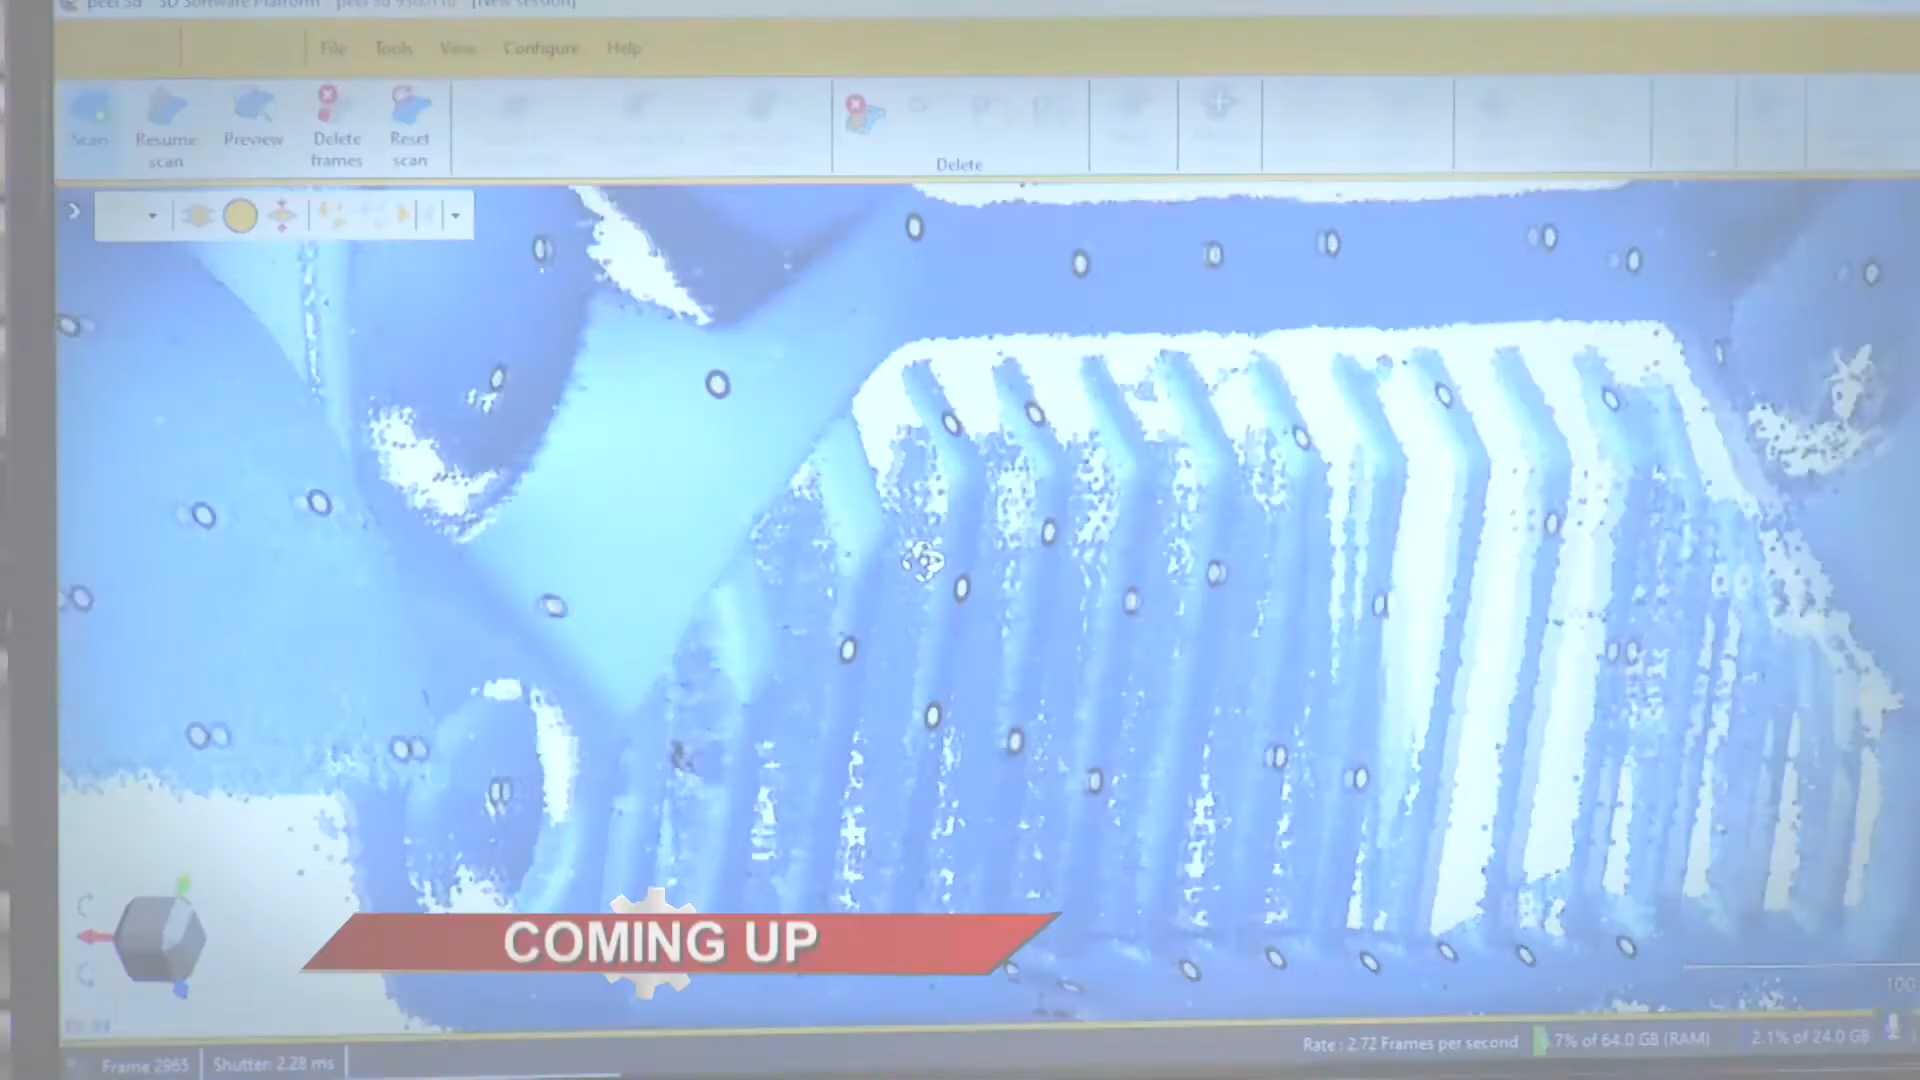 File Tools View Configure Help
Scan
Resume scan
Preview
Delete frames
Reset scan
Delete
COMING UP
100
Rate : 2.72 Frames per second
.7% of 64.0 GB (RAM)
2.1% of 24.0 GB
Frame 2965
Shutter: 2.28 ms